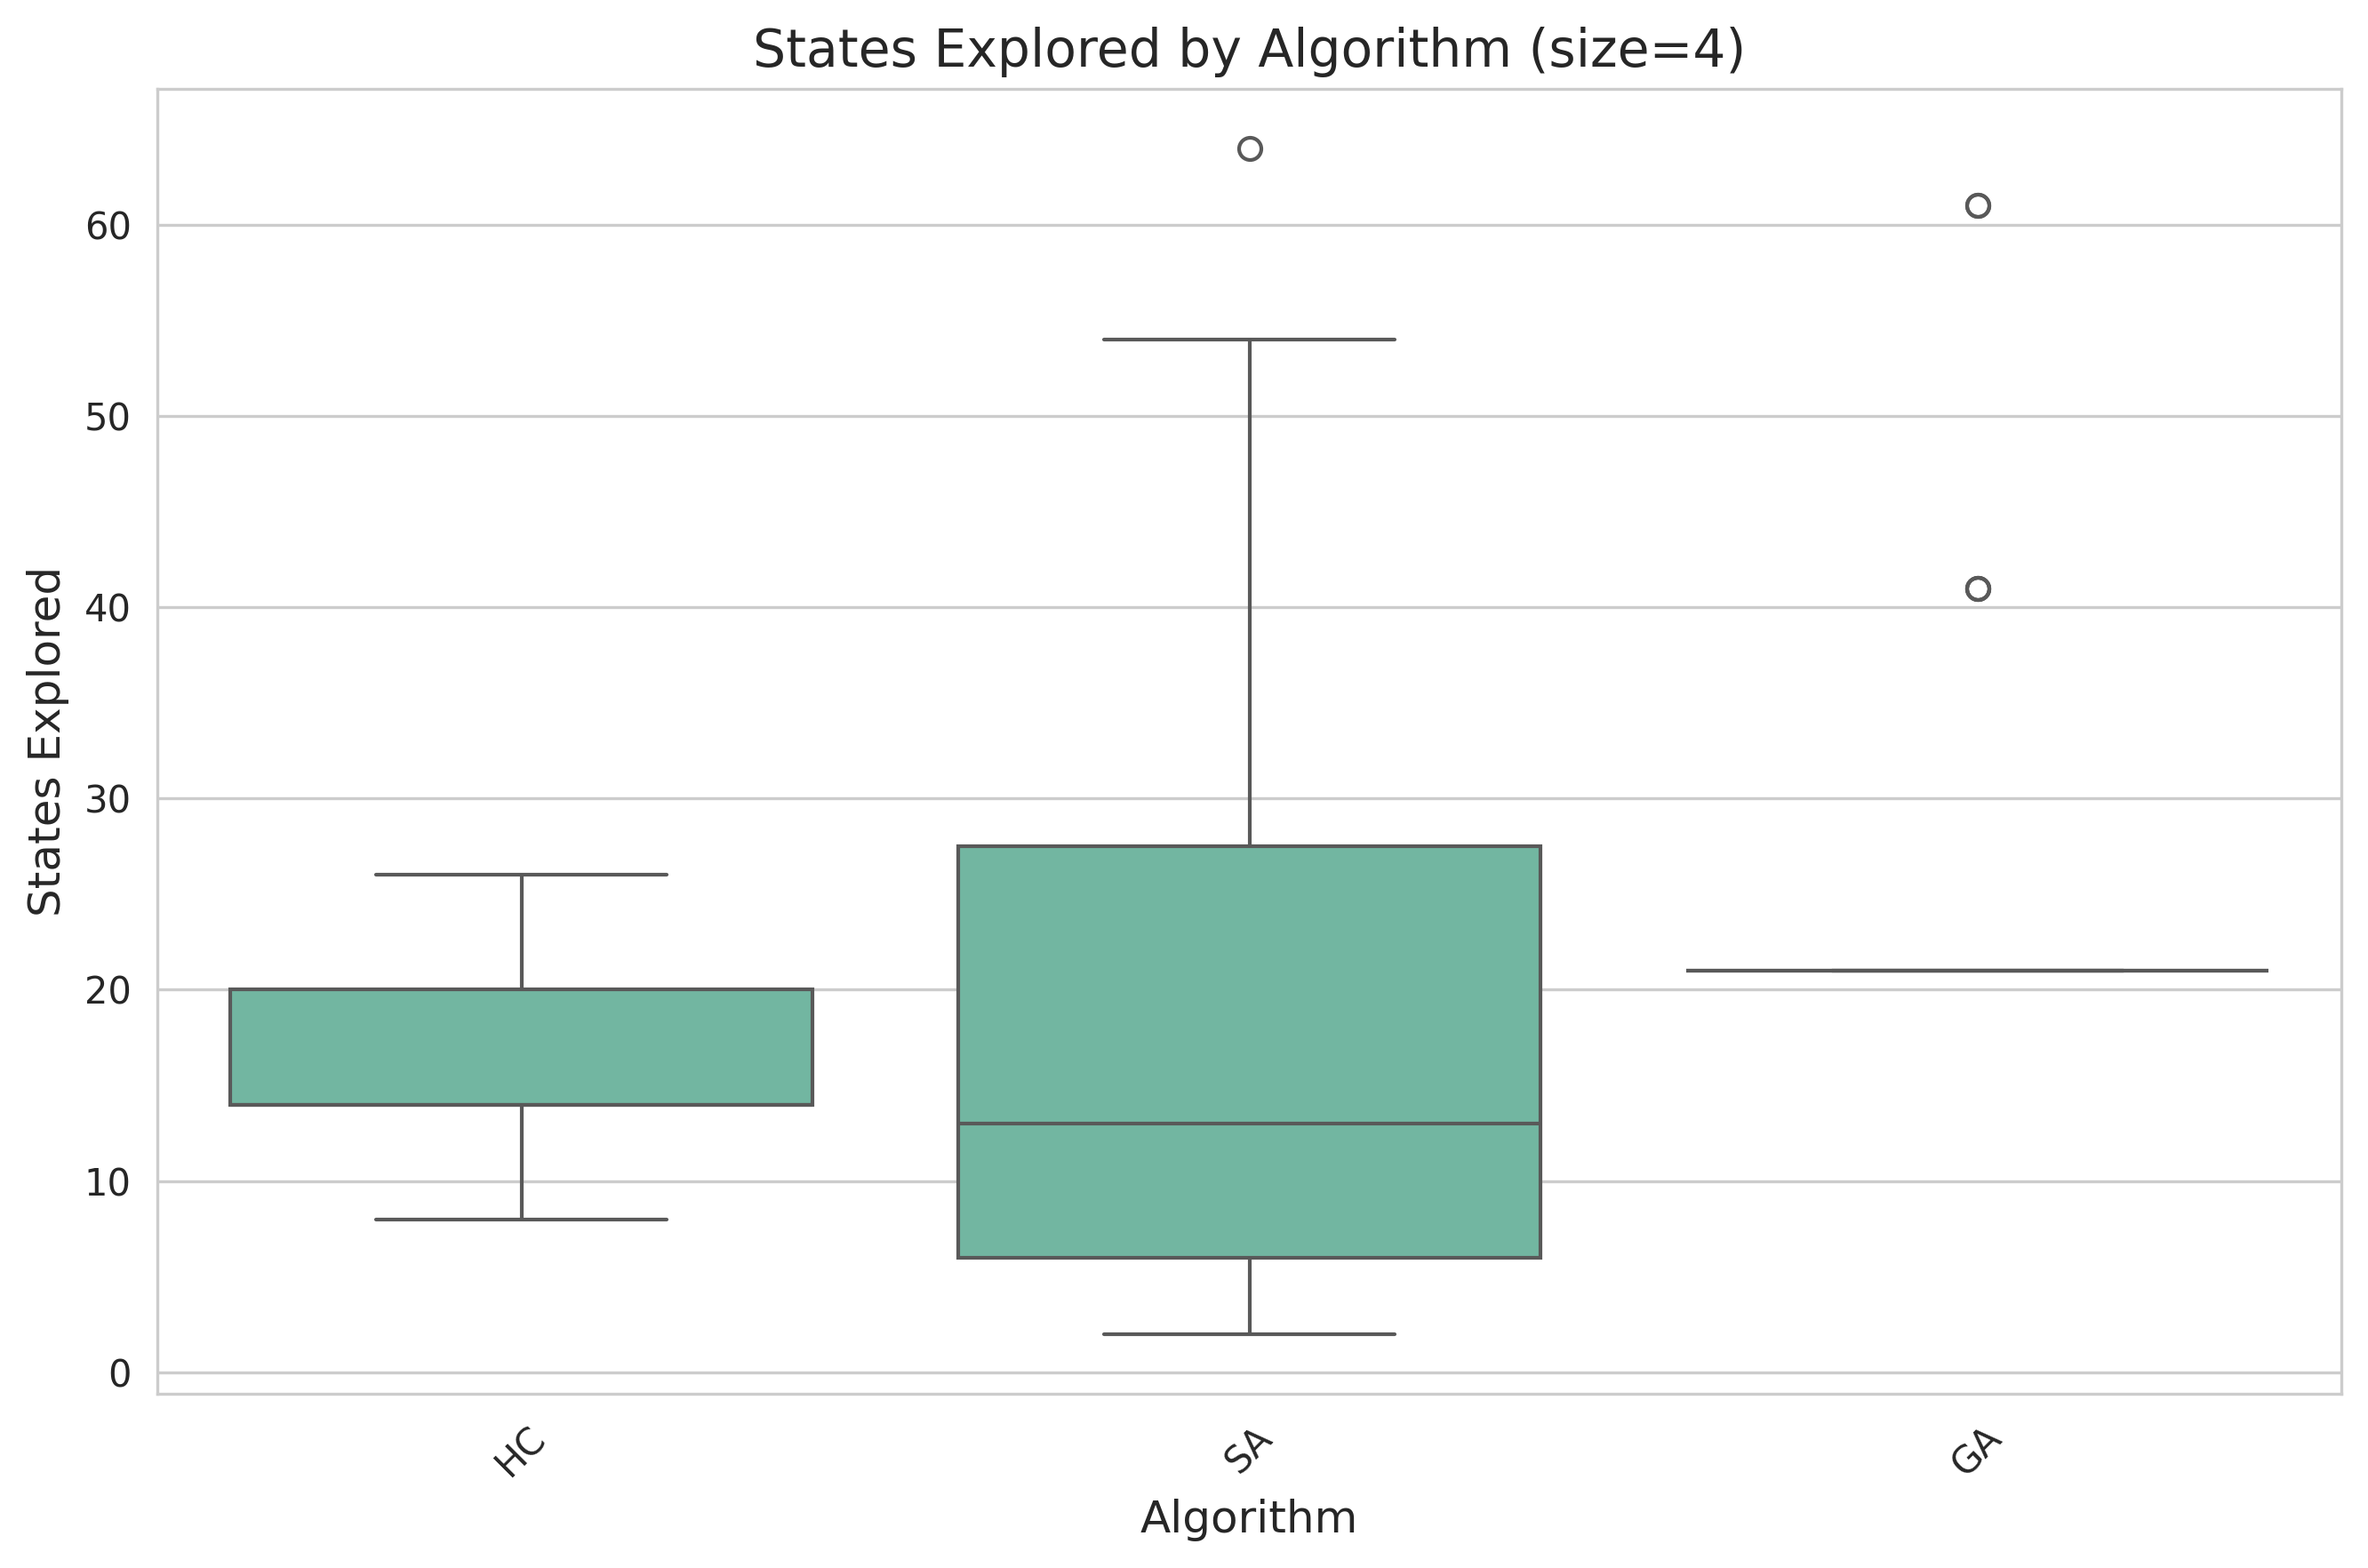 States Explored by Algorithm (size=4)
States Explored
60
50
40
30
20
10
0
HC
SA
GA
Algorithm